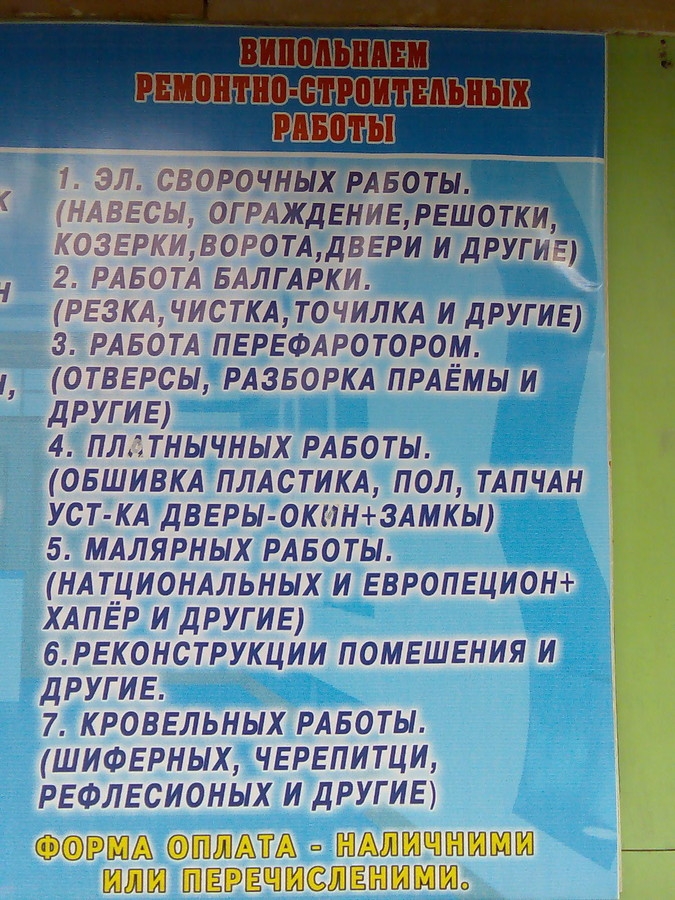 ВИПОЛЬНАЕМ
РЕМОНТНО-СТРОИТЕЛЬНЫХ
РАБОТЫ
1. ЭЛ. СВОРОЧНЫХ РАБОТЫ.
(НАВЕСЫ, ОГРАЖДЕНИЕ,РЕШОТКИ,
КОЗЕРКИ,ВОРОТА,ДВЕРИ И ДРУГИЕ)
2. РАБОТА БАЛГАРКИ.
(РЕЗКА,ЧИСТКА,ТОЧИЛКА И ДРУГИЕ)
3. РАБОТА ПЕРЕФАРОТОРОМ.
(ОТВЕРСЫ, РАЗБОРКА ПРАЁМЫ И
ДРУГИЕ)
4. ПЛАТНЫЧНЫХ РАБОТЫ.
(ОБШИВКА ПЛАСТИКА, ПОЛ, ТАПЧАН
УСТ-КА ДВЕРЫ-ОКОН+ЗАМКЫ)
5. МАЛЯРНЫХ РАБОТЫ.
(НАТЦИОНАЛЬНЫХ И ЕВРОПЕЦИОН+
ХАПЁР И ДРУГИЕ)
6.РЕКОНСТРУКЦИИ ПОМЕШЕНИЯ И
ДРУГИЕ.
7. КРОВЕЛЬНЫХ РАБОТЫ.
(ШИФЕРНЫХ, ЧЕРЕПИТЦИ,
РЕФЛЕСИОНЫХ И ДРУГИЕ)
ФОРМА ОПЛАТА - НАЛИЧНИМИ
ИЛИ ПЕРЕЧИСЛЕНИМИ.